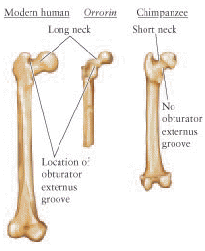 Modern human Orrorin Chimpanzee
Long neck Short neck
No
obturator
externus
groove
Location of
obturator
externus
groove